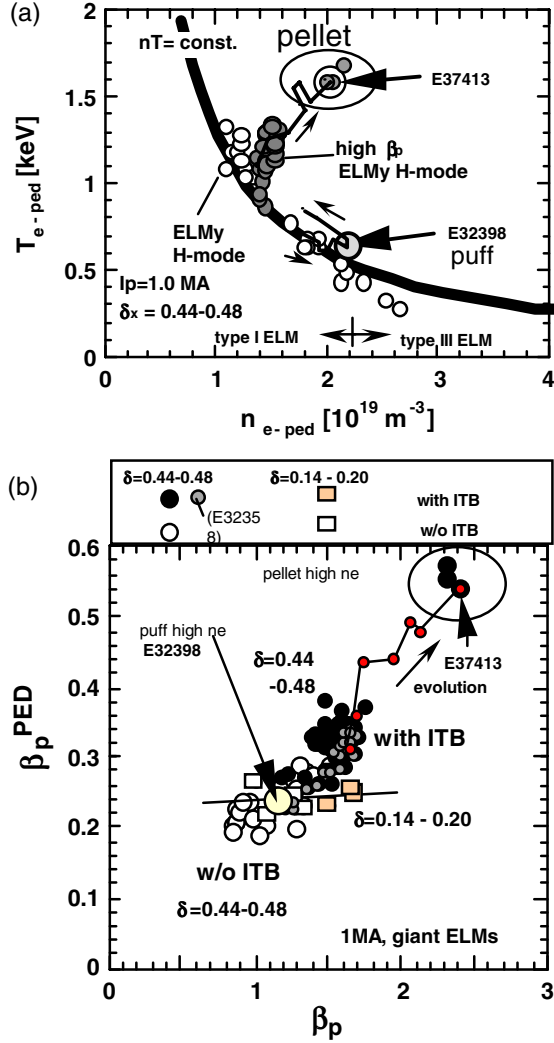 (a)
2
1.5
1
0.5
0
T e-ped [keV]
nT= const.
pellet
E37413
high βp
ELMy H-mode
ELMy
H-mode
E32398
puff
Ip=1.0 MA
δx = 0.44-0.48
type I ELM
type III ELM
0 1 2 3 4
n e-ped [10^19 m^-3]
(b)
δ=0.44-0.48
δ=0.14 - 0.20
(E3235
8)
with ITB
w/o ITB
0.6
0.5
0.4
0.3
0.2
0.1
0
βp^PED
pellet high ne
puff high ne
E32398
δ=0.44
-0.48
E37413
evolution
with ITB
δ=0.14 - 0.20
w/o ITB
δ=0.44-0.48
1MA, giant ELMs
0 1 2 3
βp